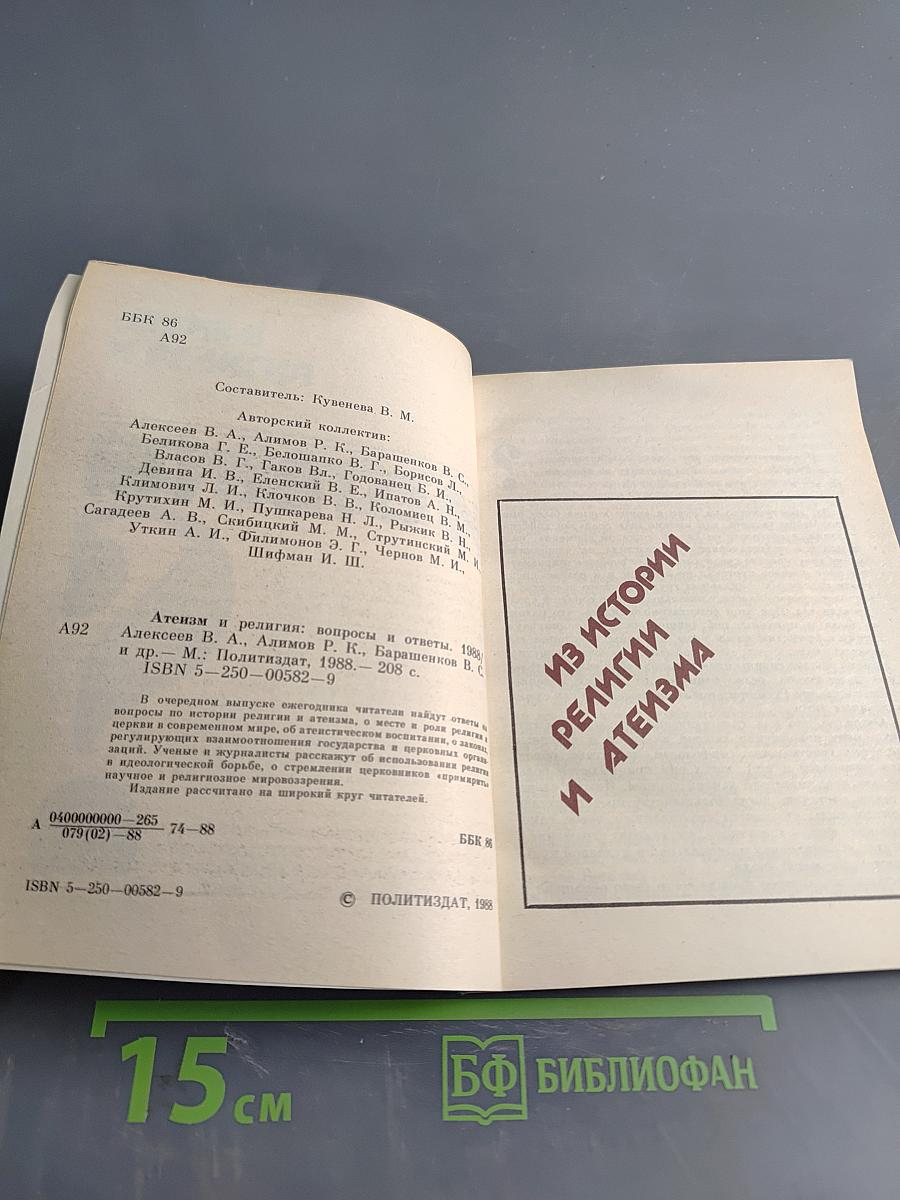 ББК 86
А92
Составитель: Кувенева В. М.
Авторский коллектив:
Алексеев В. А., Алимов Р. К., Барашенков В. С.,
Беликова Г. Е., Белошапко В. Г., Борисов Л.,
Власов В. Г., Гаков Вл., Годованец Б. И.,
Девина И. В., Еленский В. Е., Ипатов А. Н.,
Климович Л. И., Клочков В. В., Коломиец В. М.,
Крутихин М. И., Пушкарева Н. Л., Рыжик В. Н.,
Сагадеев А. В., Скибицкий М. М., Струтинский М. И.
Уткин А. И., Филимонов Э. Г., Чернов М. И.,
Шифман И. Ш.
Атеизм и религия: вопросы и ответы. 1988/
А92 Алексеев В. А., Алимов Р. К., Барашенков В. С.
и др.— М.: Политиздат, 1988.— 208 с.
ISBN 5—250—00582—9
В очередном выпуске ежегодника читатели найдут ответы на
вопросы по истории религии и атеизма, о месте и роли религии и
церкви в современном мире, об атеистическом воспитании, о законах,
регулирующих взаимоотношения государства и церковных органи-
заций. Ученые и журналисты расскажут об использовании религии
в идеологической борьбе, о стремлении церковников «примирить»
научное и религиозное мировоззрения.
Издание рассчитано на широкий круг читателей.
А 0400000000—265
079(02)—88 74—88
ББК 86
ISBN 5—250—00582—9
© ПОЛИТИЗДАТ, 1988
ИЗ ИСТОРИИ
РЕЛИГИИ
И АТЕИЗМА
15 см
БФ БИБЛИОФАН